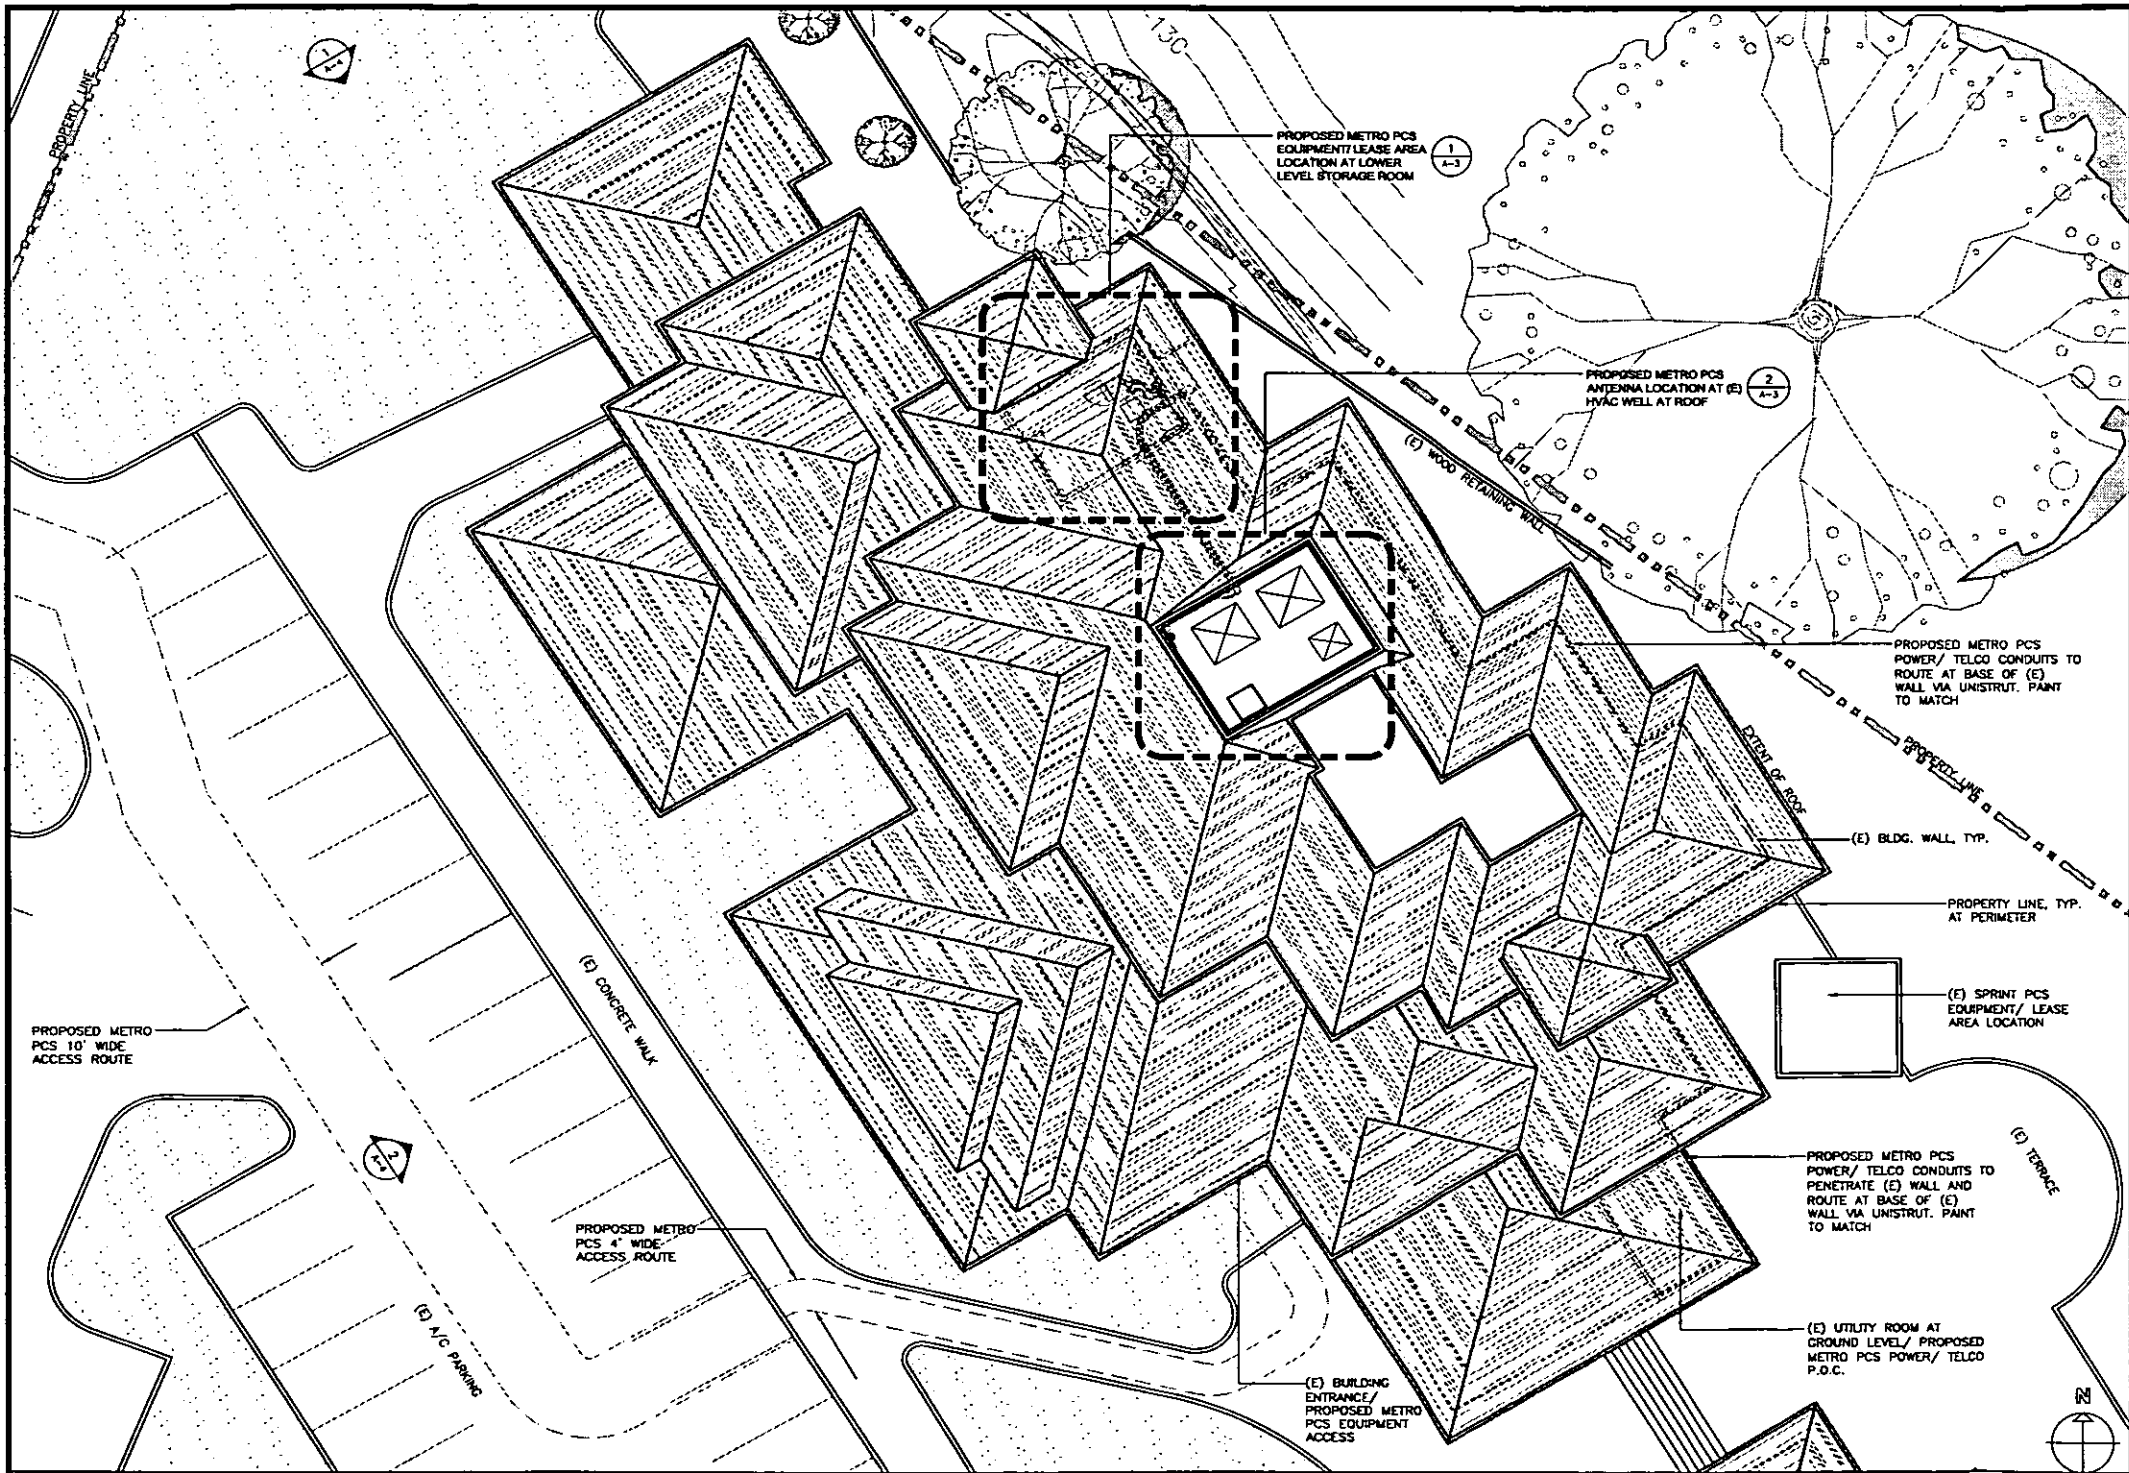 130
1
A-4
PROPERTY LINE
PROPOSED METRO PCS
EQUIPMENT/ LEASE AREA
LOCATION AT LOWER
LEVEL STORAGE ROOM
1
A-3
PROPOSED METRO PCS
ANTENNA LOCATION AT (E)
HVAC WELL AT ROOF
2
A-3
(E) WOOD RETAINING WALL
PROPOSED METRO PCS
POWER/ TELCO CONDUITS TO
ROUTE AT BASE OF (E)
WALL VIA UNISTRUT. PAINT
TO MATCH
EXTENT OF ROOF
PROPERTY LINE
(E) BLDG. WALL, TYP.
PROPERTY LINE, TYP.
AT PERIMETER
(E) SPRINT PCS
EQUIPMENT/ LEASE
AREA LOCATION
(E) CONCRETE WALK
PROPOSED METRO
PCS 10' WIDE
ACCESS ROUTE
2
A-4
(E) TERRACE
PROPOSED METRO PCS
POWER/ TELCO CONDUITS TO
PENETRATE (E) WALL AND
ROUTE AT BASE OF (E)
WALL VIA UNISTRUT. PAINT
TO MATCH
PROPOSED METRO
PCS 4' WIDE
ACCESS ROUTE
(E) A/C PARKING
(E) UTILITY ROOM AT
GROUND LEVEL/ PROPOSED
METRO PCS POWER/ TELCO
P.O.C.
(E) BUILDING
ENTRANCE/
PROPOSED METRO
PCS EQUIPMENT
ACCESS
N